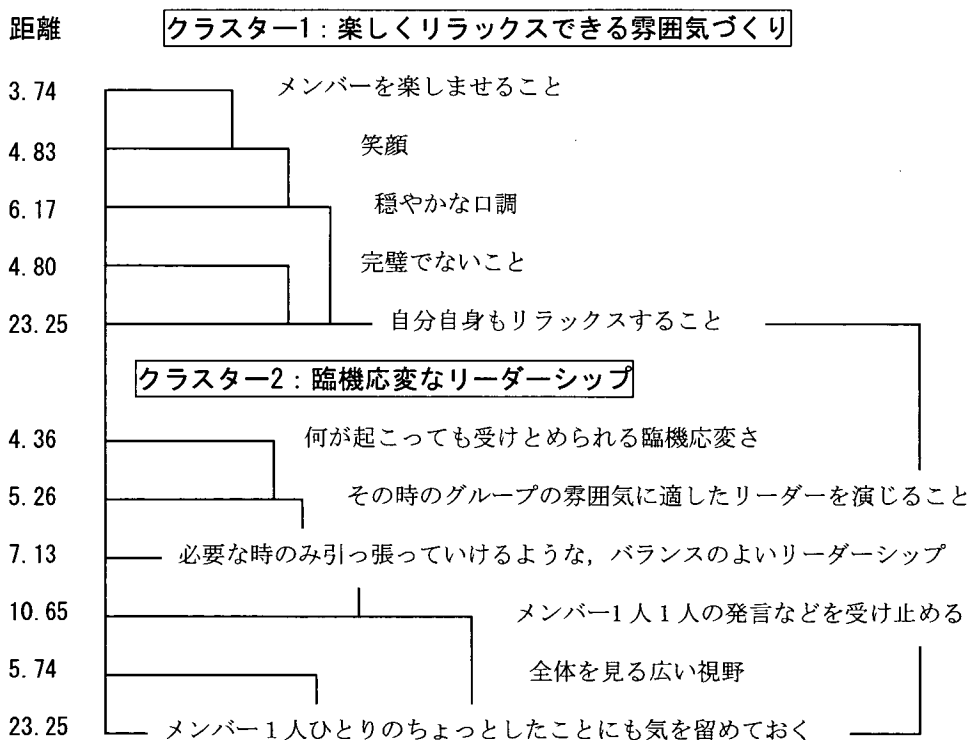 距離 クラスター1：楽しくリラックスできる雰囲気づくり
3.74 メンバーを楽しませること
4.83 笑顔
6.17 穏やかな口調
4.80 完璧でないこと
23.25 自分自身もリラックスすること
クラスター2：臨機応変なリーダーシップ
4.36 何が起こっても受けとめられる臨機応変さ
5.26 その時のグループの雰囲気に適したリーダーを演じること
7.13 必要な時のみ引っ張っていけるような，バランスのよいリーダーシップ
10.65 メンバー1人1人の発言などを受け止める
5.74 全体を見る広い視野
23.25 メンバー1人ひとりのちょっとしたことにも気を留めておく